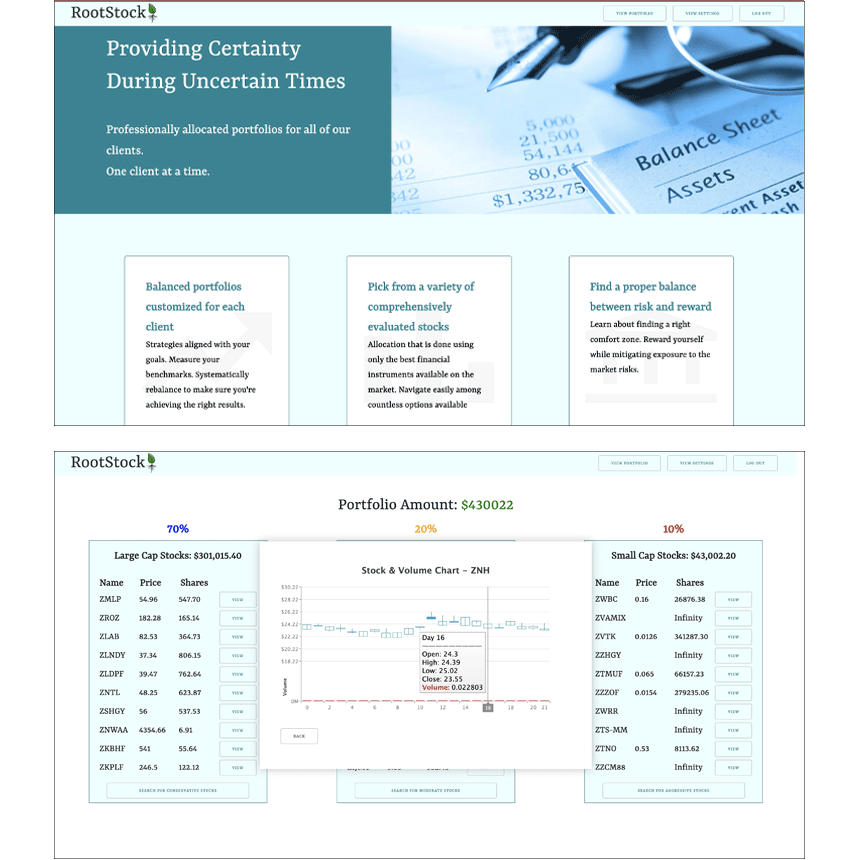 RootStock
VIEW PORTFOLIO
VIEW SETTINGS
LOG OUT
Providing Certainty
During Uncertain Times
Professionally allocated portfolios for all of our
clients.
One client at a time.
5,000
21,500
54,144
80,64
$1,332,75
342
Balance Sheet
Assets
Balanced portfolios
customized for each
client
Strategies aligned with your
goals. Measure your
benchmarks. Systematically
rebalance to make sure you're
achieving the right results.
Pick from a variety of
comprehensively
evaluated stocks
Allocation that is done using
only the best financial
instruments available on the
market. Navigate easily among
countless options available
Find a proper balance
between risk and reward
Learn about finding a right
comfort zone. Reward yourself
while mitigating exposure to the
market risks.
RootStock
VIEW PORTFOLIO
VIEW SETTINGS
LOG OUT
Portfolio Amount: $430022
70%
20%
10%
Large Cap Stocks: $301,015.40
Name Price Shares
ZMLP 54.96 547.70 VIEW
ZROZ 182.28 165.14 VIEW
ZLAB 82.53 364.73 VIEW
ZLNDY 37.34 806.15 VIEW
ZLDPF 39.47 762.64 VIEW
ZNTL 48.25 623.87 VIEW
ZSHGY 56 537.53 VIEW
ZNWAA 4354.66 6.91 VIEW
ZKBHF 541 55.64 VIEW
ZKPLF 246.5 122.12 VIEW
SEARCH FOR CONSERVATIVE STOCKS
Stock & Volume Chart - ZNH
$30.22
$28.22
$26.22
$24.22
$22.22
$20.22
$18.22
Volume
0M
0 2 4 6 8 10 12 14 16 18 20 21
Day 16
Open: 24.3
High: 24.39
Low: 25.02
Close: 23.55
Volume: 0.022803
BACK
SEARCH FOR MODERATE STOCKS
Small Cap Stocks: $43,002.20
Name Price Shares
ZWBC 0.16 26876.38 VIEW
ZVAMIX Infinity VIEW
ZVTK 0.0126 341287.30 VIEW
ZZHGY Infinity VIEW
ZTMUF 0.065 66157.23 VIEW
ZZZOF 0.0154 279235.06 VIEW
ZWRR Infinity VIEW
ZTS-MM Infinity VIEW
ZTNO 0.53 8113.62 VIEW
ZZCM88 Infinity VIEW
SEARCH FOR AGGRESSIVE STOCKS